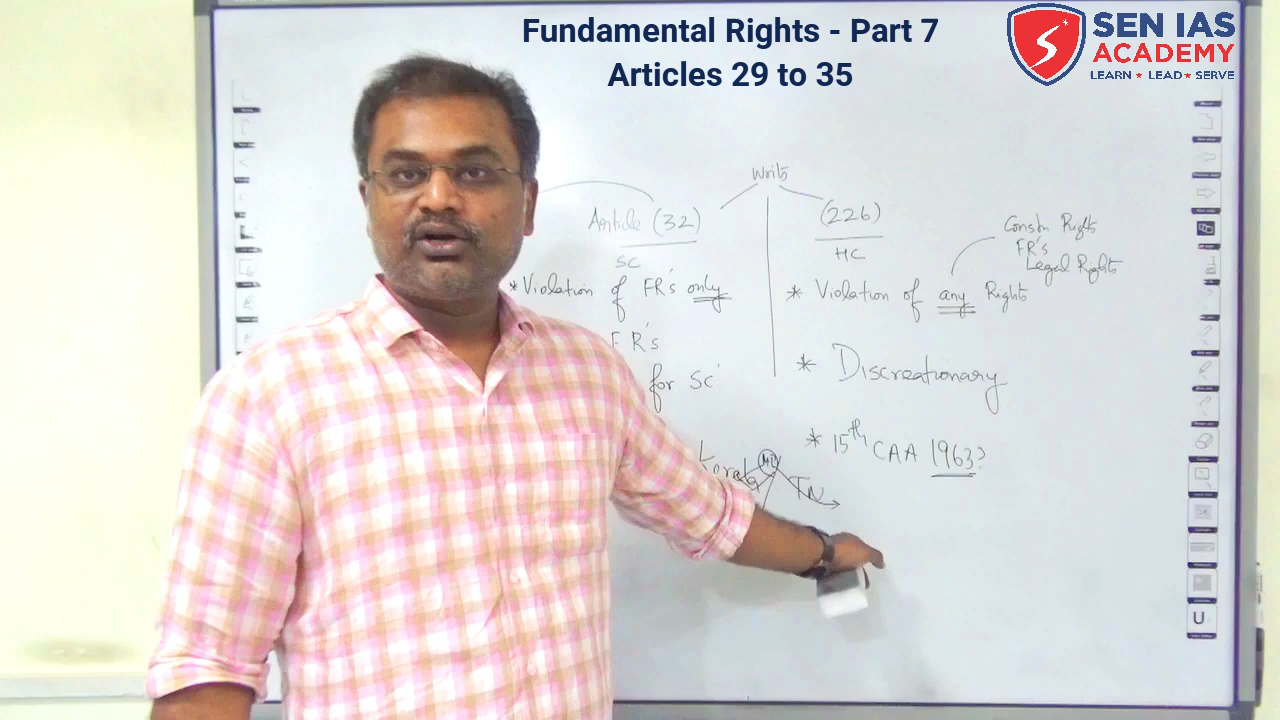 Fundamental Rights - Part 7
Articles 29 to 35
SEN IAS
ACADEMY
LEARN ★ LEAD ★ SERVE
Writs
Article (32)
SC
* Violation of FR's only
FR's
for SC
(226)
HC
Constn Rights
FR's
Legal Rights
* Violation of any Rights
* Discreationary
* 15th CAA 1963?
TN
U